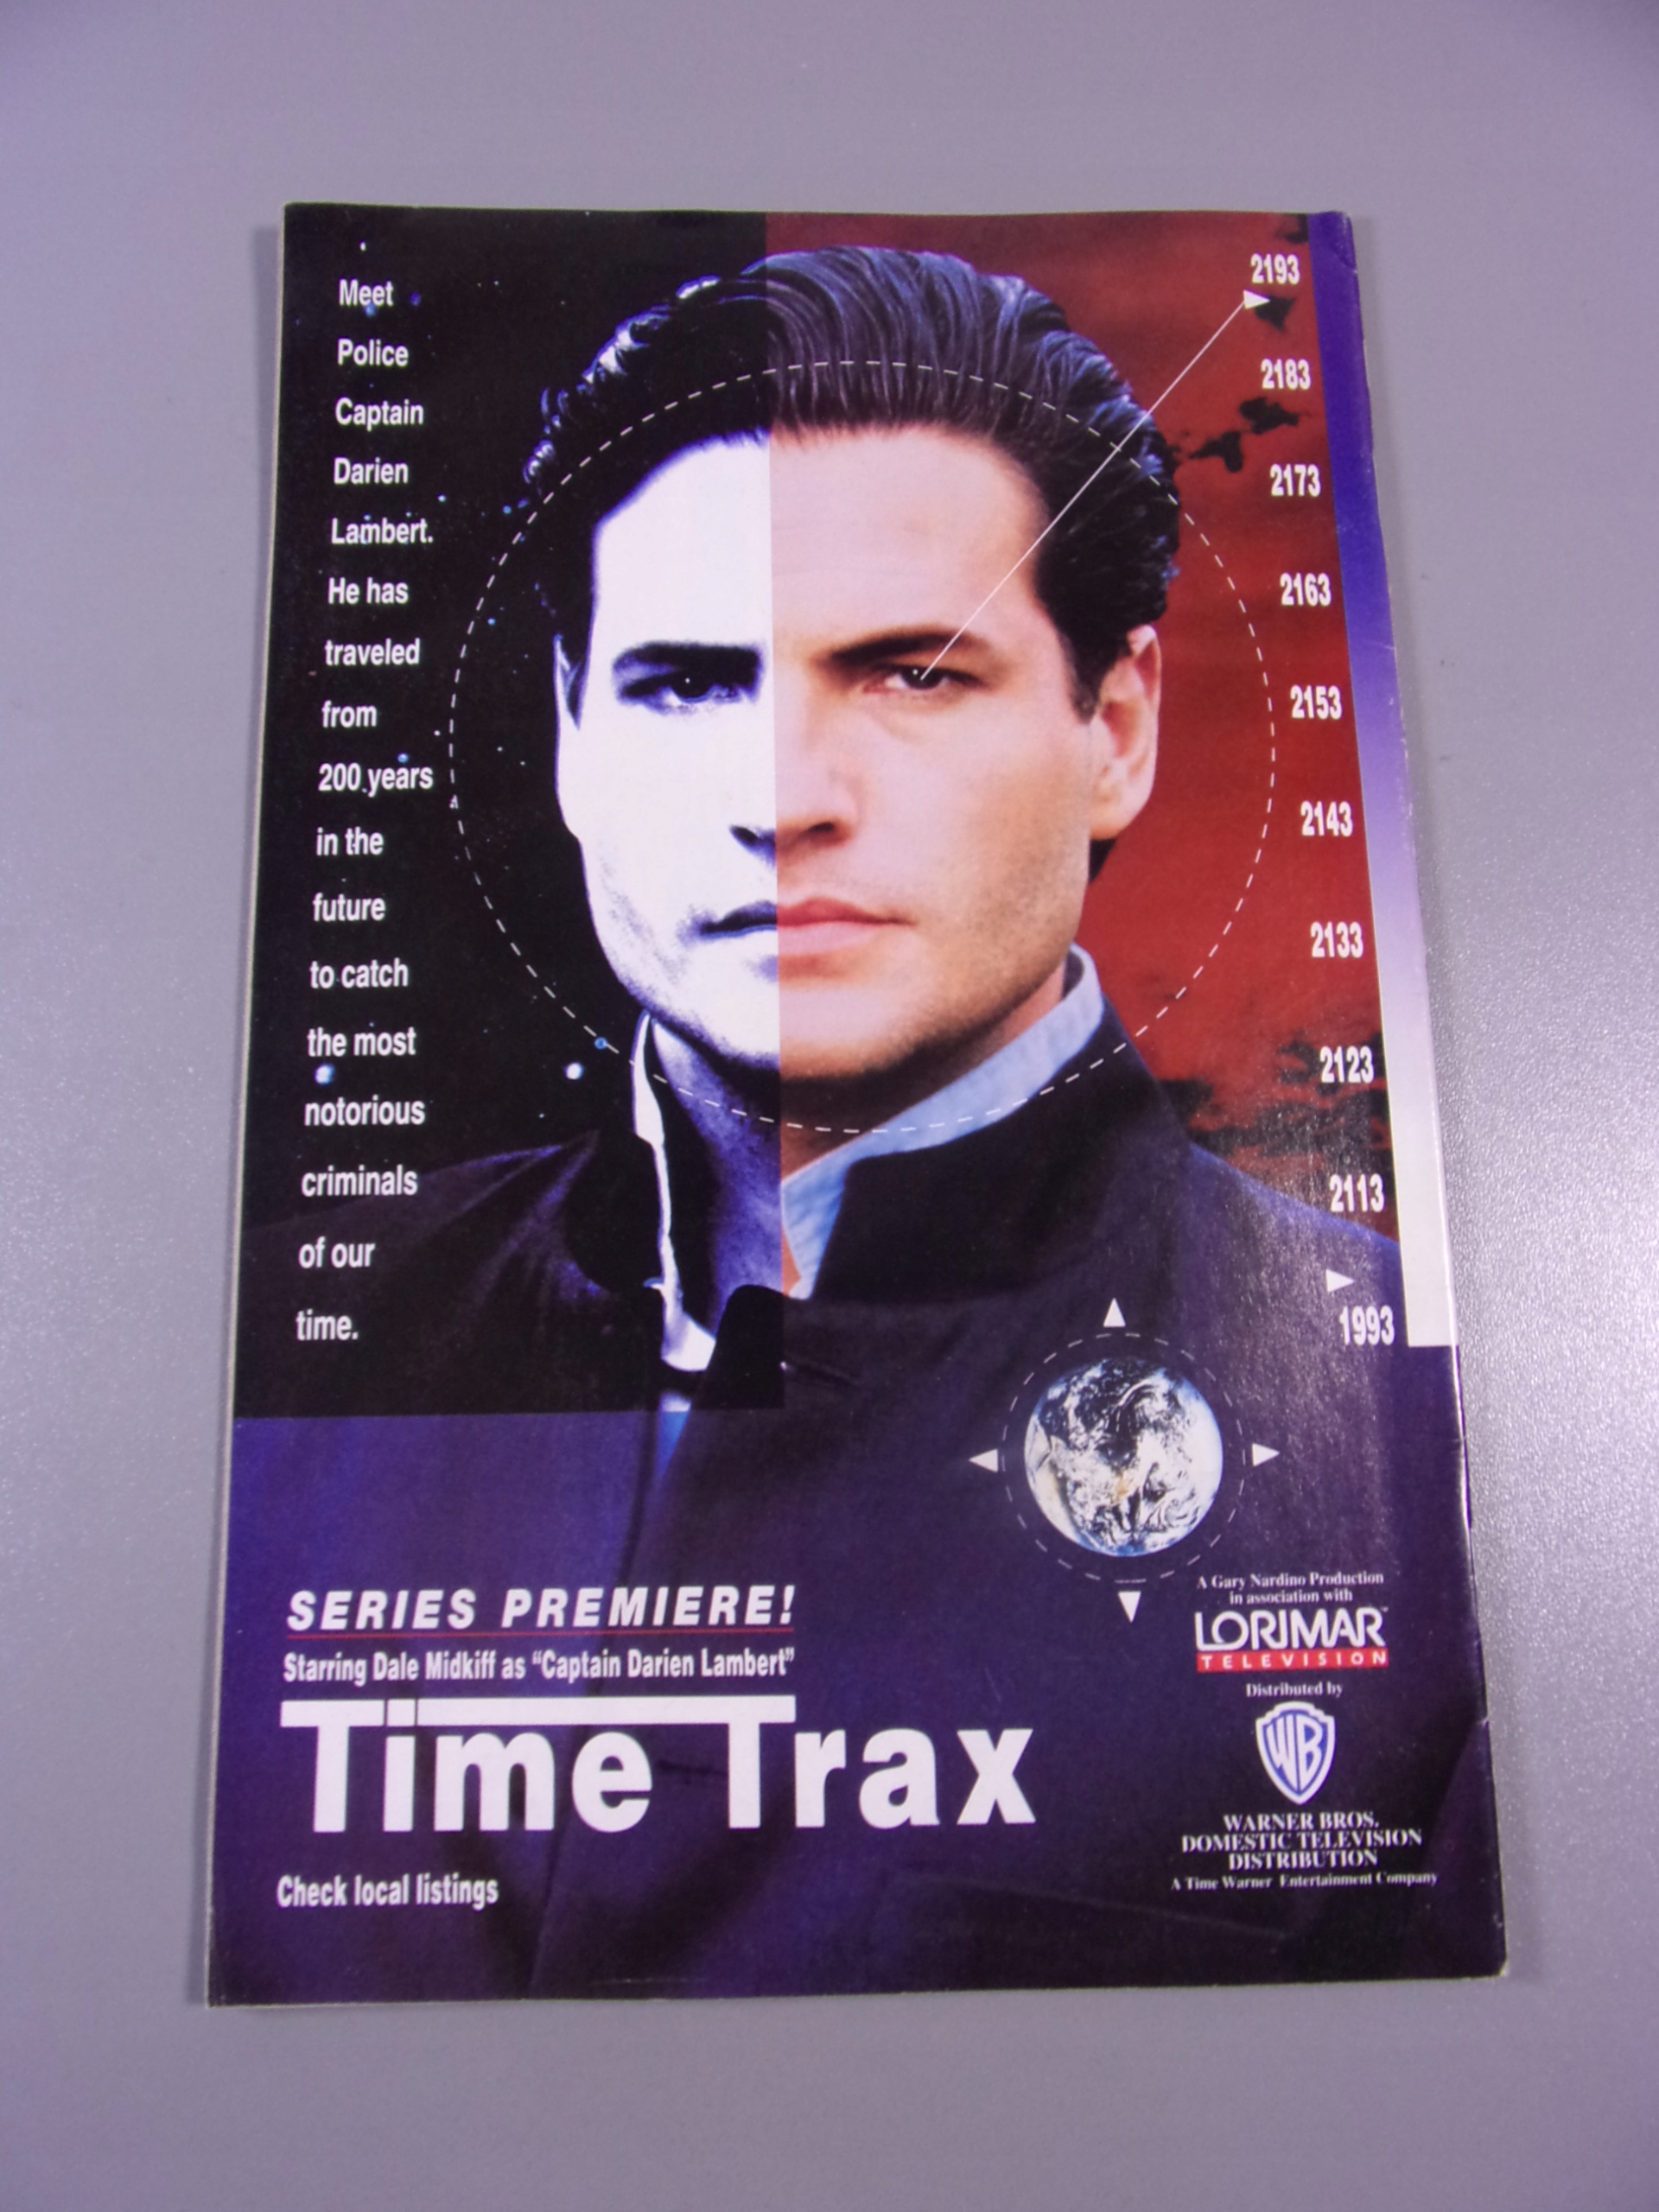 Meet
Police
Captain
Darien
Lambert.
He has
traveled
from
200 years
in the
future
to catch
the most
notorious
criminals
of our
time.
2193
2183
2173
2163
2153
2143
2133
2123
2113
1993
SERIES PREMIERE!
Starring Dale Midkiff as “Captain Darien Lambert”
Time Trax
Check local listings
A Gary Nardino Production
in association with
LORIMAR
TELEVISION
Distributed by
WB
WARNER BROS.
DOMESTIC TELEVISION
DISTRIBUTION
A Time Warner Entertainment Company